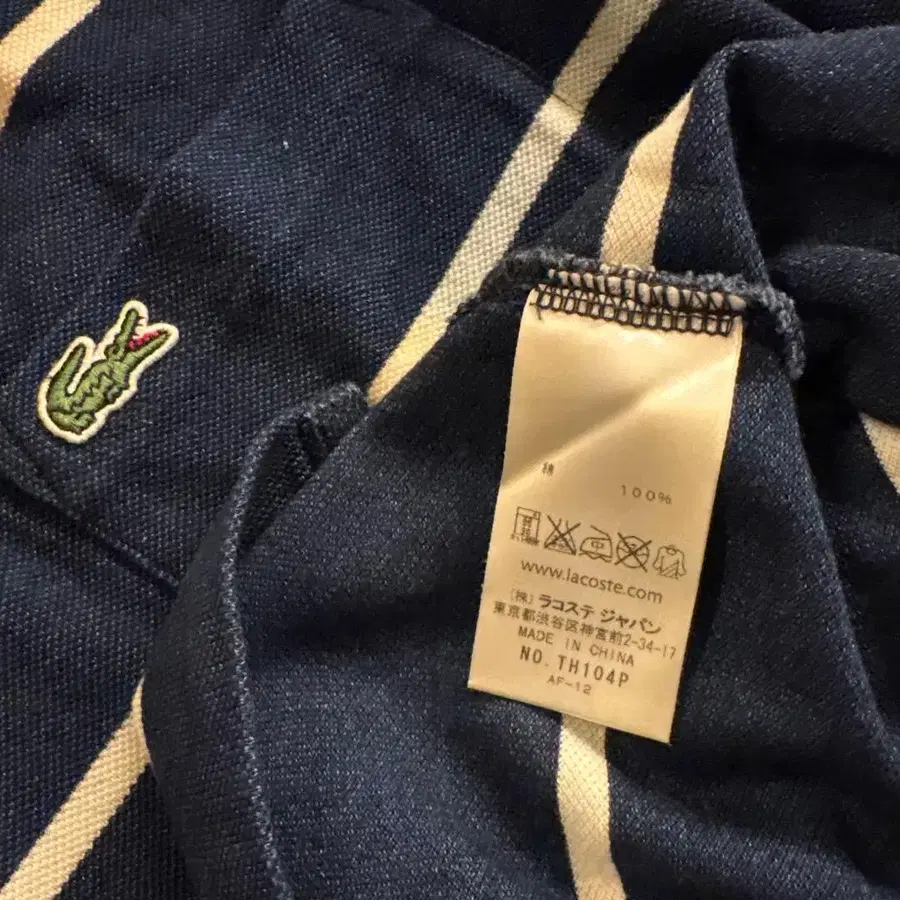 綿
100%
中
www.lacoste.com
(株) ラコステ ジャパン
東京都渋谷区神宮前2-34-17
MADE IN CHINA
NO. TH104P
AF-12